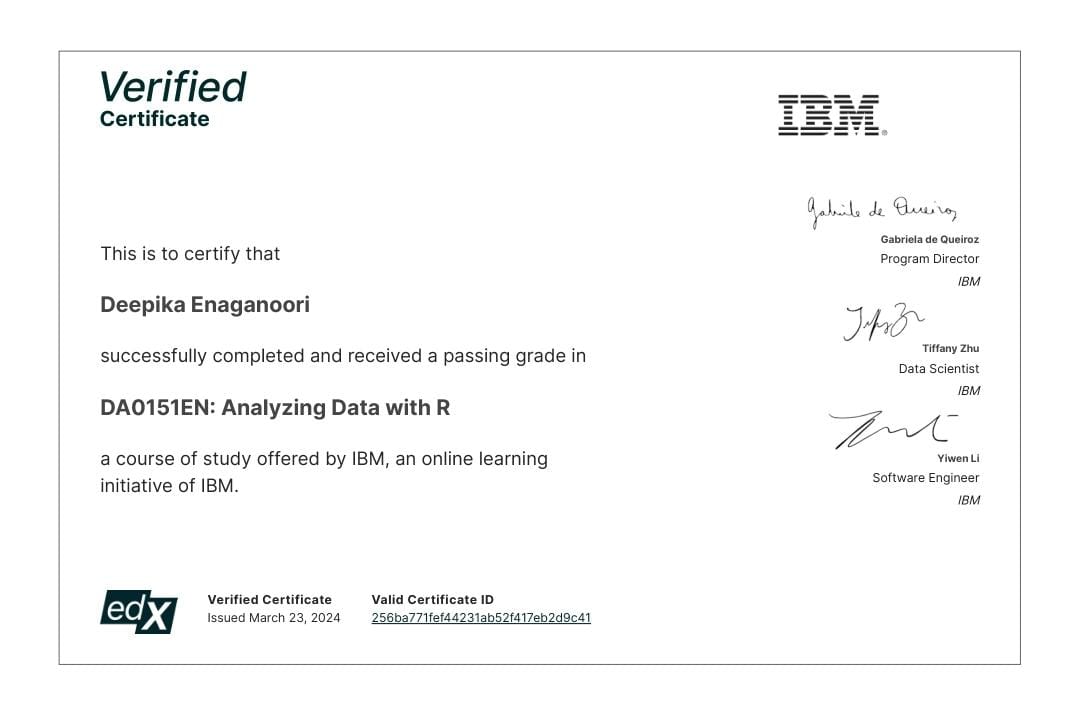 Verified
Certificate
IBM®
This is to certify that
Deepika Enaganoori
successfully completed and received a passing grade in
DA0151EN: Analyzing Data with R
a course of study offered by IBM, an online learning
initiative of IBM.
Gabriela de Queiroz
Gabriela de Queiroz
Program Director
IBM
Tiffany Zhu
Data Scientist
IBM
Yiwen Li
Software Engineer
IBM
edX
Verified Certificate
Issued March 23, 2024
Valid Certificate ID
256ba771fef44231ab52f417eb2d9c41